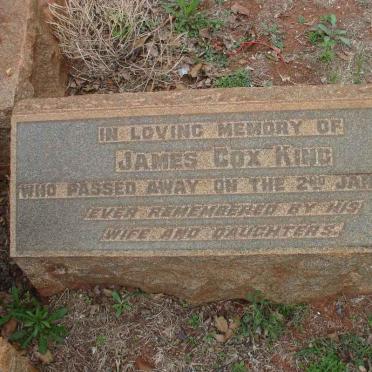 IN LOVING MEMORY OF
JAMES COX KING
WHO PASSED AWAY ON THE 2ND JAN
EVER REMEMBERED BY HIS
WIFE AND DAUGHTERS.